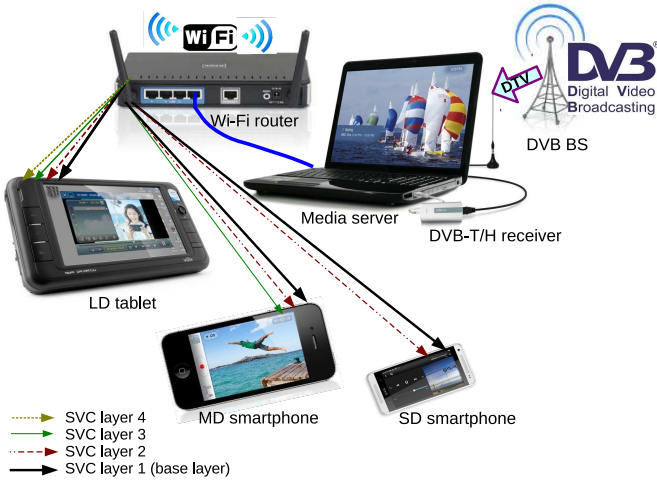 Wi Fi
DVB®
Digital Video
Broadcasting
DTV
DVB BS
Wi-Fi router
Media server
DVB-T/H receiver
LD tablet
MD smartphone
SD smartphone
SVC layer 4
SVC layer 3
SVC layer 2
SVC layer 1 (base layer)